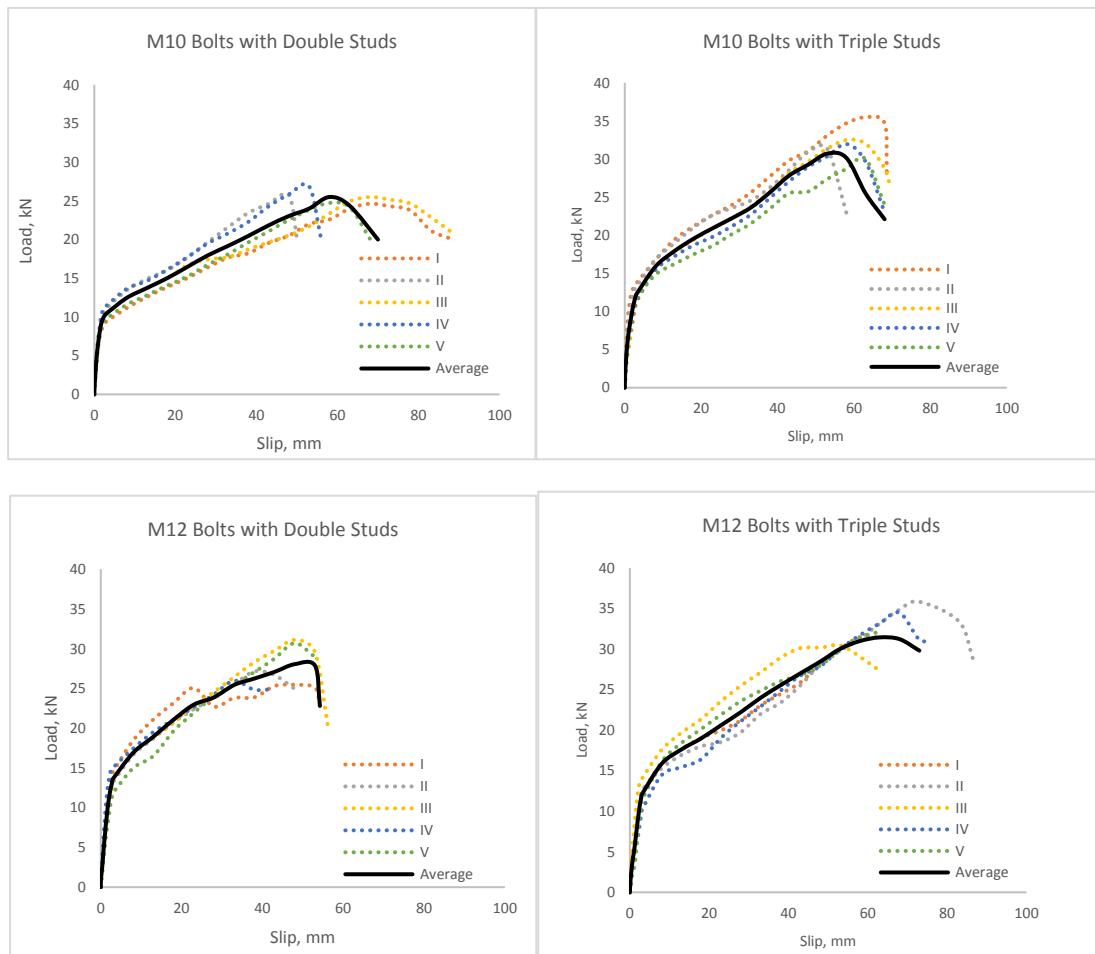 M10 Bolts with Double Studs
Load, kN
40
35
30
25
20
15
10
5
0
0 20 40 60 80 100
Slip, mm
I
II
III
IV
V
Average
M10 Bolts with Triple Studs
Load, kN
40
35
30
25
20
15
10
5
0
0 20 40 60 80 100
Slip, mm
I
II
III
IV
V
Average
M12 Bolts with Double Studs
Load, kN
40
35
30
25
20
15
10
5
0
0 20 40 60 80 100
Slip, mm
I
II
III
IV
V
Average
M12 Bolts with Triple Studs
Load, kN
40
35
30
25
20
15
10
5
0
0 20 40 60 80 100
Slip, mm
I
II
III
IV
V
Average